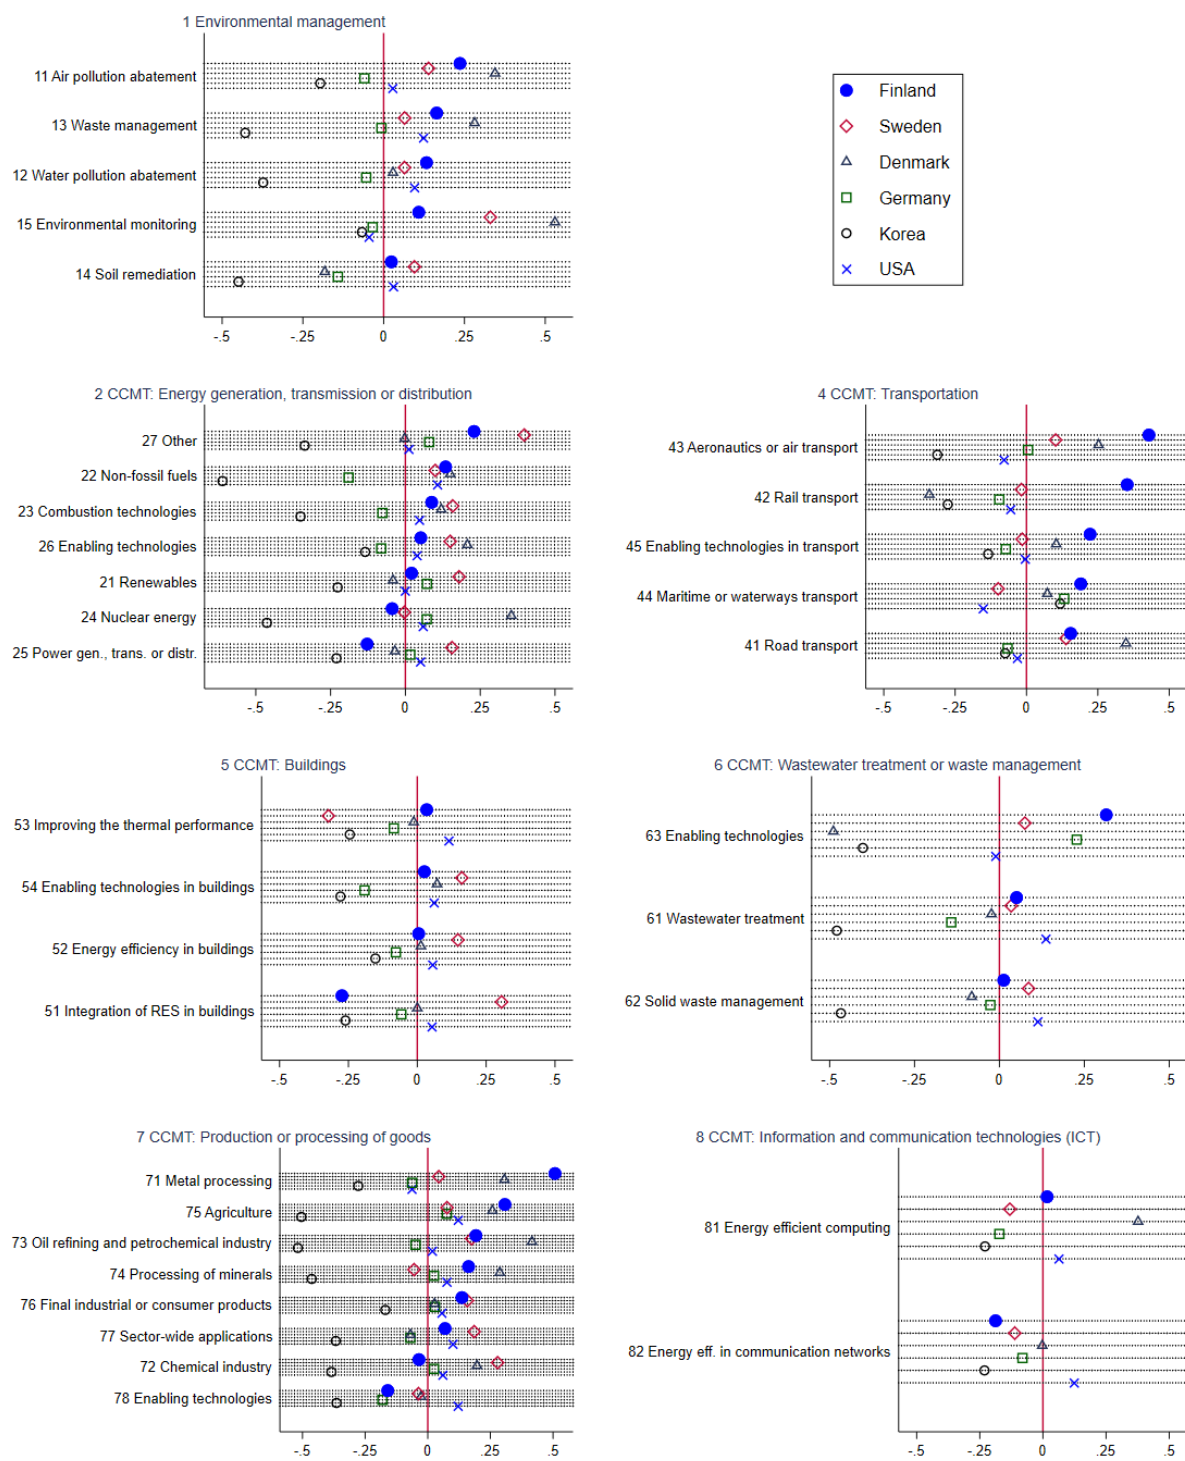 1 Environmental management
11 Air pollution abatement
13 Waste management
12 Water pollution abatement
15 Environmental monitoring
14 Soil remediation
-.5 -.25 0 .25 .5
Finland
Sweden
Denmark
Germany
Korea
USA
2 CCMT: Energy generation, transmission or distribution
27 Other
22 Non-fossil fuels
23 Combustion technologies
26 Enabling technologies
21 Renewables
24 Nuclear energy
25 Power gen., trans. or distr.
-.5 -.25 0 .25 .5
4 CCMT: Transportation
43 Aeronautics or air transport
42 Rail transport
45 Enabling technologies in transport
44 Maritime or waterways transport
41 Road transport
-.5 -.25 0 .25 .5
5 CCMT: Buildings
53 Improving the thermal performance
54 Enabling technologies in buildings
52 Energy efficiency in buildings
51 Integration of RES in buildings
-.5 -.25 0 .25 .5
6 CCMT: Wastewater treatment or waste management
63 Enabling technologies
61 Wastewater treatment
62 Solid waste management
-.5 -.25 0 .25 .5
7 CCMT: Production or processing of goods
71 Metal processing
75 Agriculture
73 Oil refining and petrochemical industry
74 Processing of minerals
76 Final industrial or consumer products
77 Sector-wide applications
72 Chemical industry
78 Enabling technologies
-.5 -.25 0 .25 .5
8 CCMT: Information and communication technologies (ICT)
81 Energy efficient computing
82 Energy eff. in communication networks
-.5 -.25 0 .25 .5